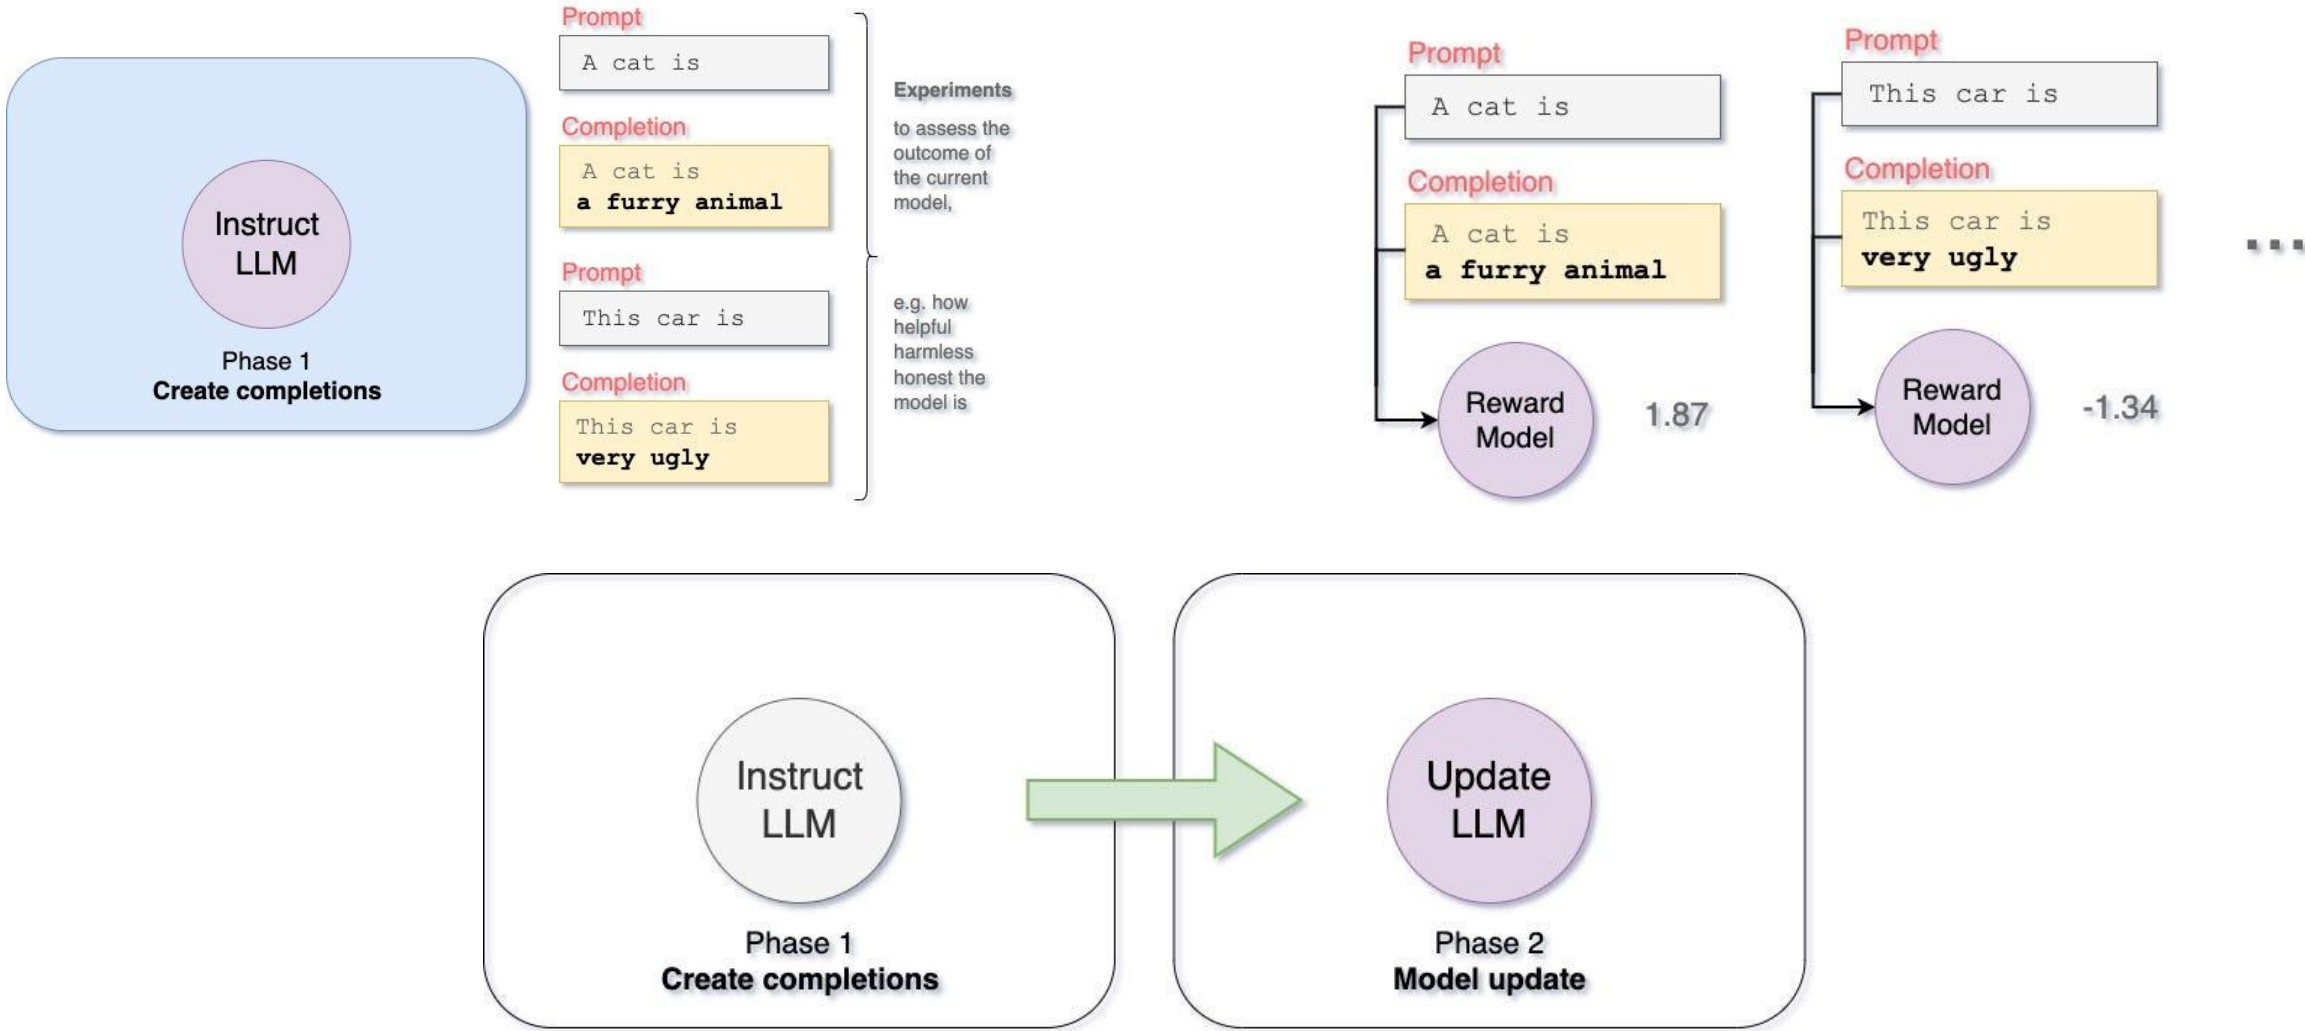 Instruct
LLM
Phase 1
Create completions
Prompt
A cat is
Completion
A cat is
a furry animal
Prompt
This car is
Completion
This car is
very ugly
Experiments
to assess the
outcome of
the current
model,
e.g. how
helpful
harmless
honest the
model is
Prompt
A cat is
Completion
A cat is
a furry animal
Reward
Model
1.87
Prompt
This car is
Completion
This car is
very ugly
Reward
Model
-1.34
...
Instruct
LLM
Phase 1
Create completions
Update
LLM
Phase 2
Model update